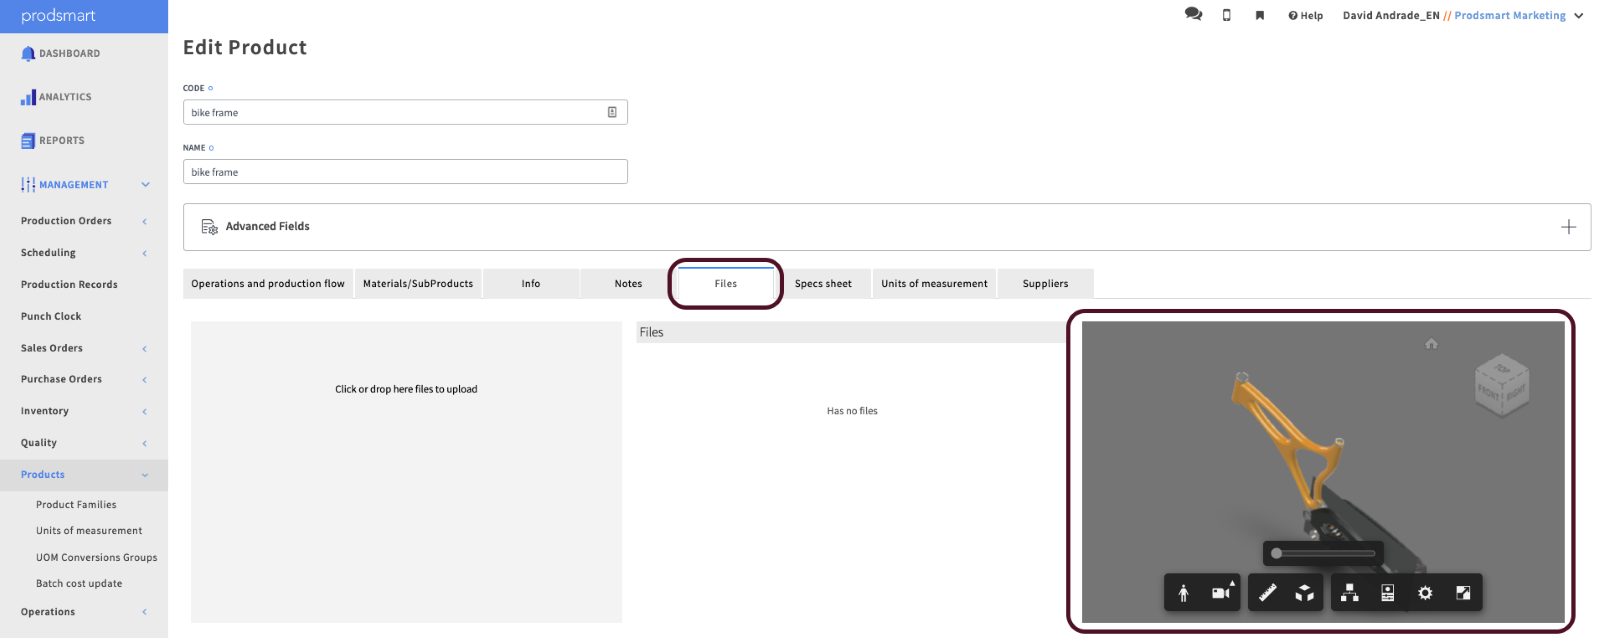 prodsmart
Help
David Andrade_EN // Prodsmart Marketing
DASHBOARD
ANALYTICS
REPORTS
MANAGEMENT
Production Orders
Scheduling
Production Records
Punch Clock
Sales Orders
Purchase Orders
Inventory
Quality
Products
Product Families
Units of measurement
UOM Conversions Groups
Batch cost update
Operations
Edit Product
CODE
bike frame
NAME
bike frame
Advanced Fields
Operations and production flow
Materials/SubProducts
Info
Notes
Files
Specs sheet
Units of measurement
Suppliers
Click or drop here files to upload
Files
Has no files
TOP
FRONT
RIGHT